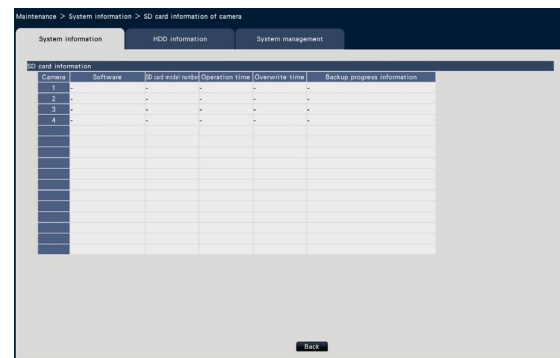 Maintenance > System information > SD card information of camera
System information HDD information System management
SD card information
Camera Software SD card model number Operation time Overwrite time Backup progress information
1 - - - - -
2 - - - - -
3 - - - - -
4 - - - - -
Back